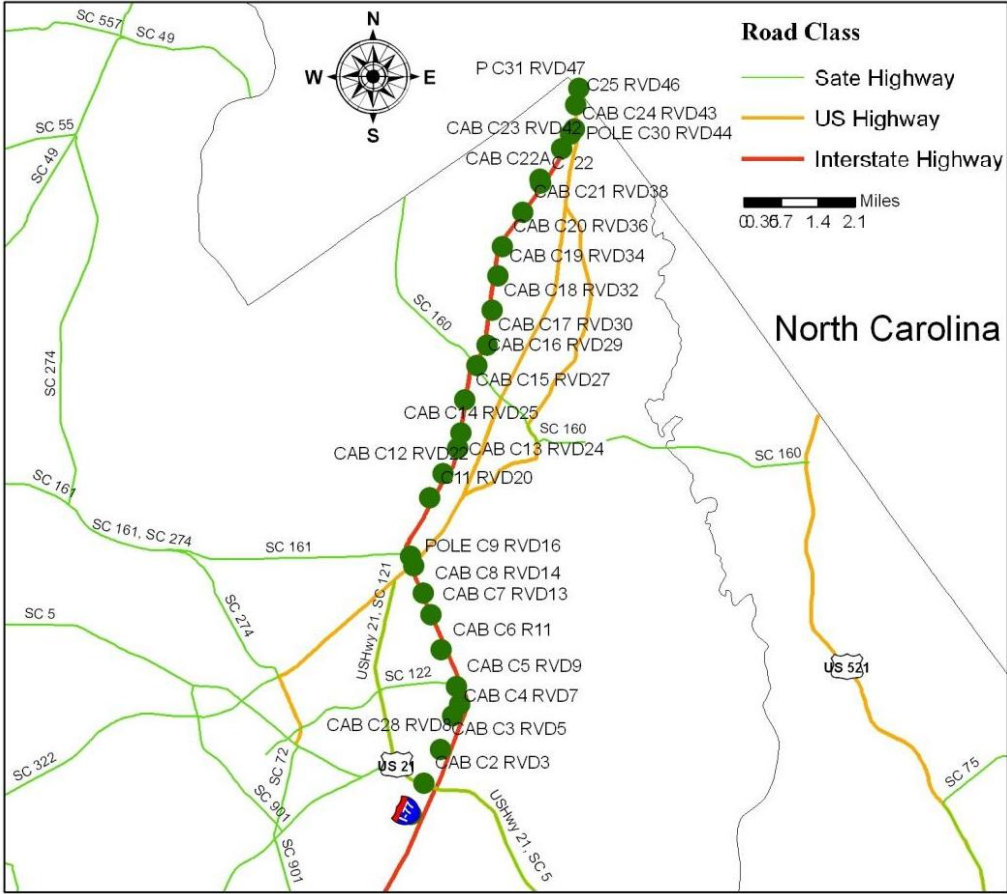 SC 557
SC 49
N
W
E
S
Road Class
Sate Highway
US Highway
Interstate Highway
Miles
0.7 1.4 2.1
P C31 RVD47
C25 RVD46
CAB C24 RVD43
CAB C23 RVD42
POLE C30 RVD44
SC 55
SC 49
CAB C22A
CAB C21 RVD38
CAB C20 RVD36
CAB C19 RVD34
CAB C18 RVD32
SC 160
CAB C17 RVD30
North Carolina
CAB C16 RVD29
SC 274
CAB C15 RVD27
CAB C14 RVD25
SC 160
CAB C12 RVD22
CAB C13 RVD24
SC 160
C11 RVD20
SC 161
SC 161, SC 274
SC 161
POLE C9 RVD16
CAB C8 RVD14
CAB C7 RVD13
USHwy 21, SC 121
SC 5
SC 274
CAB C6 R11
CAB C5 RVD9
US 521
SC 122
CAB C4 RVD7
CAB C28 RVD8
CAB C3 RVD5
SC 322
SC 72
US 21
CAB C2 RVD3
SC 75
SC 901
I-77
USHwy 21, SC 5
SC 901